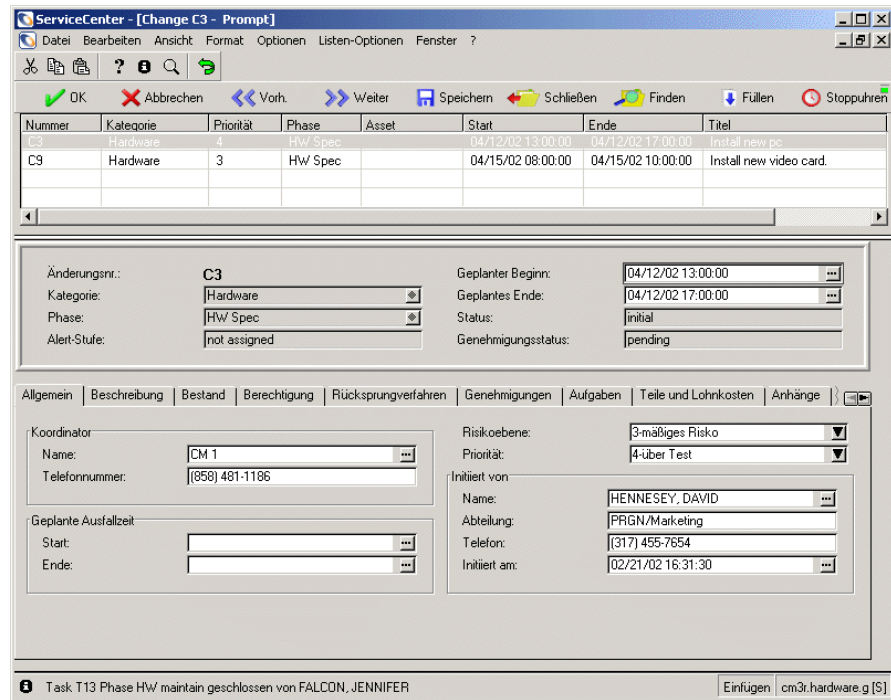 ServiceCenter - [Change C3 - Prompt]
Datei Bearbeiten Ansicht Format Optionen Listen-Optionen Fenster ?
OK Abbrechen Vorh. Weiter Speichern Schließen Finden Füllen Stoppuhren
Nummer Kategorie Priorität Phase Asset Start Ende Titel
C3 Hardware 4 HW Spec 04/12/02 13:00:00 04/12/02 17:00:00 Install new pc
C9 Hardware 3 HW Spec 04/15/02 08:00:00 04/15/02 10:00:00 Install new video card.
Änderungsnr.: C3 Geplanter Beginn: 04/12/02 13:00:00
Kategorie: Hardware Geplantes Ende: 04/12/02 17:00:00
Phase: HW Spec Status: initial
Alert-Stufe: not assigned Genehmigungsstatus: pending
Allgemein Beschreibung Bestand Berechtigung Rücksprungverfahren Genehmigungen Aufgaben Teile und Lohnkosten Anhänge
Koordinator Risikoebene: 3-mäßiges Risko
Name: CM 1 Priorität: 4-über Test
Telefonnummer: (858) 481-1186 Initiiert von
Name: HENNESEY, DAVID
Geplante Ausfallzeit Abteilung: PRGN/Marketing
Start: Telefon: (317) 455-7654
Ende: Initiiert am: 02/21/02 16:31:30
Task T13 Phase HW maintain geschlossen von FALCON, JENNIFER Einfügen cm3r.hardware.g [S]